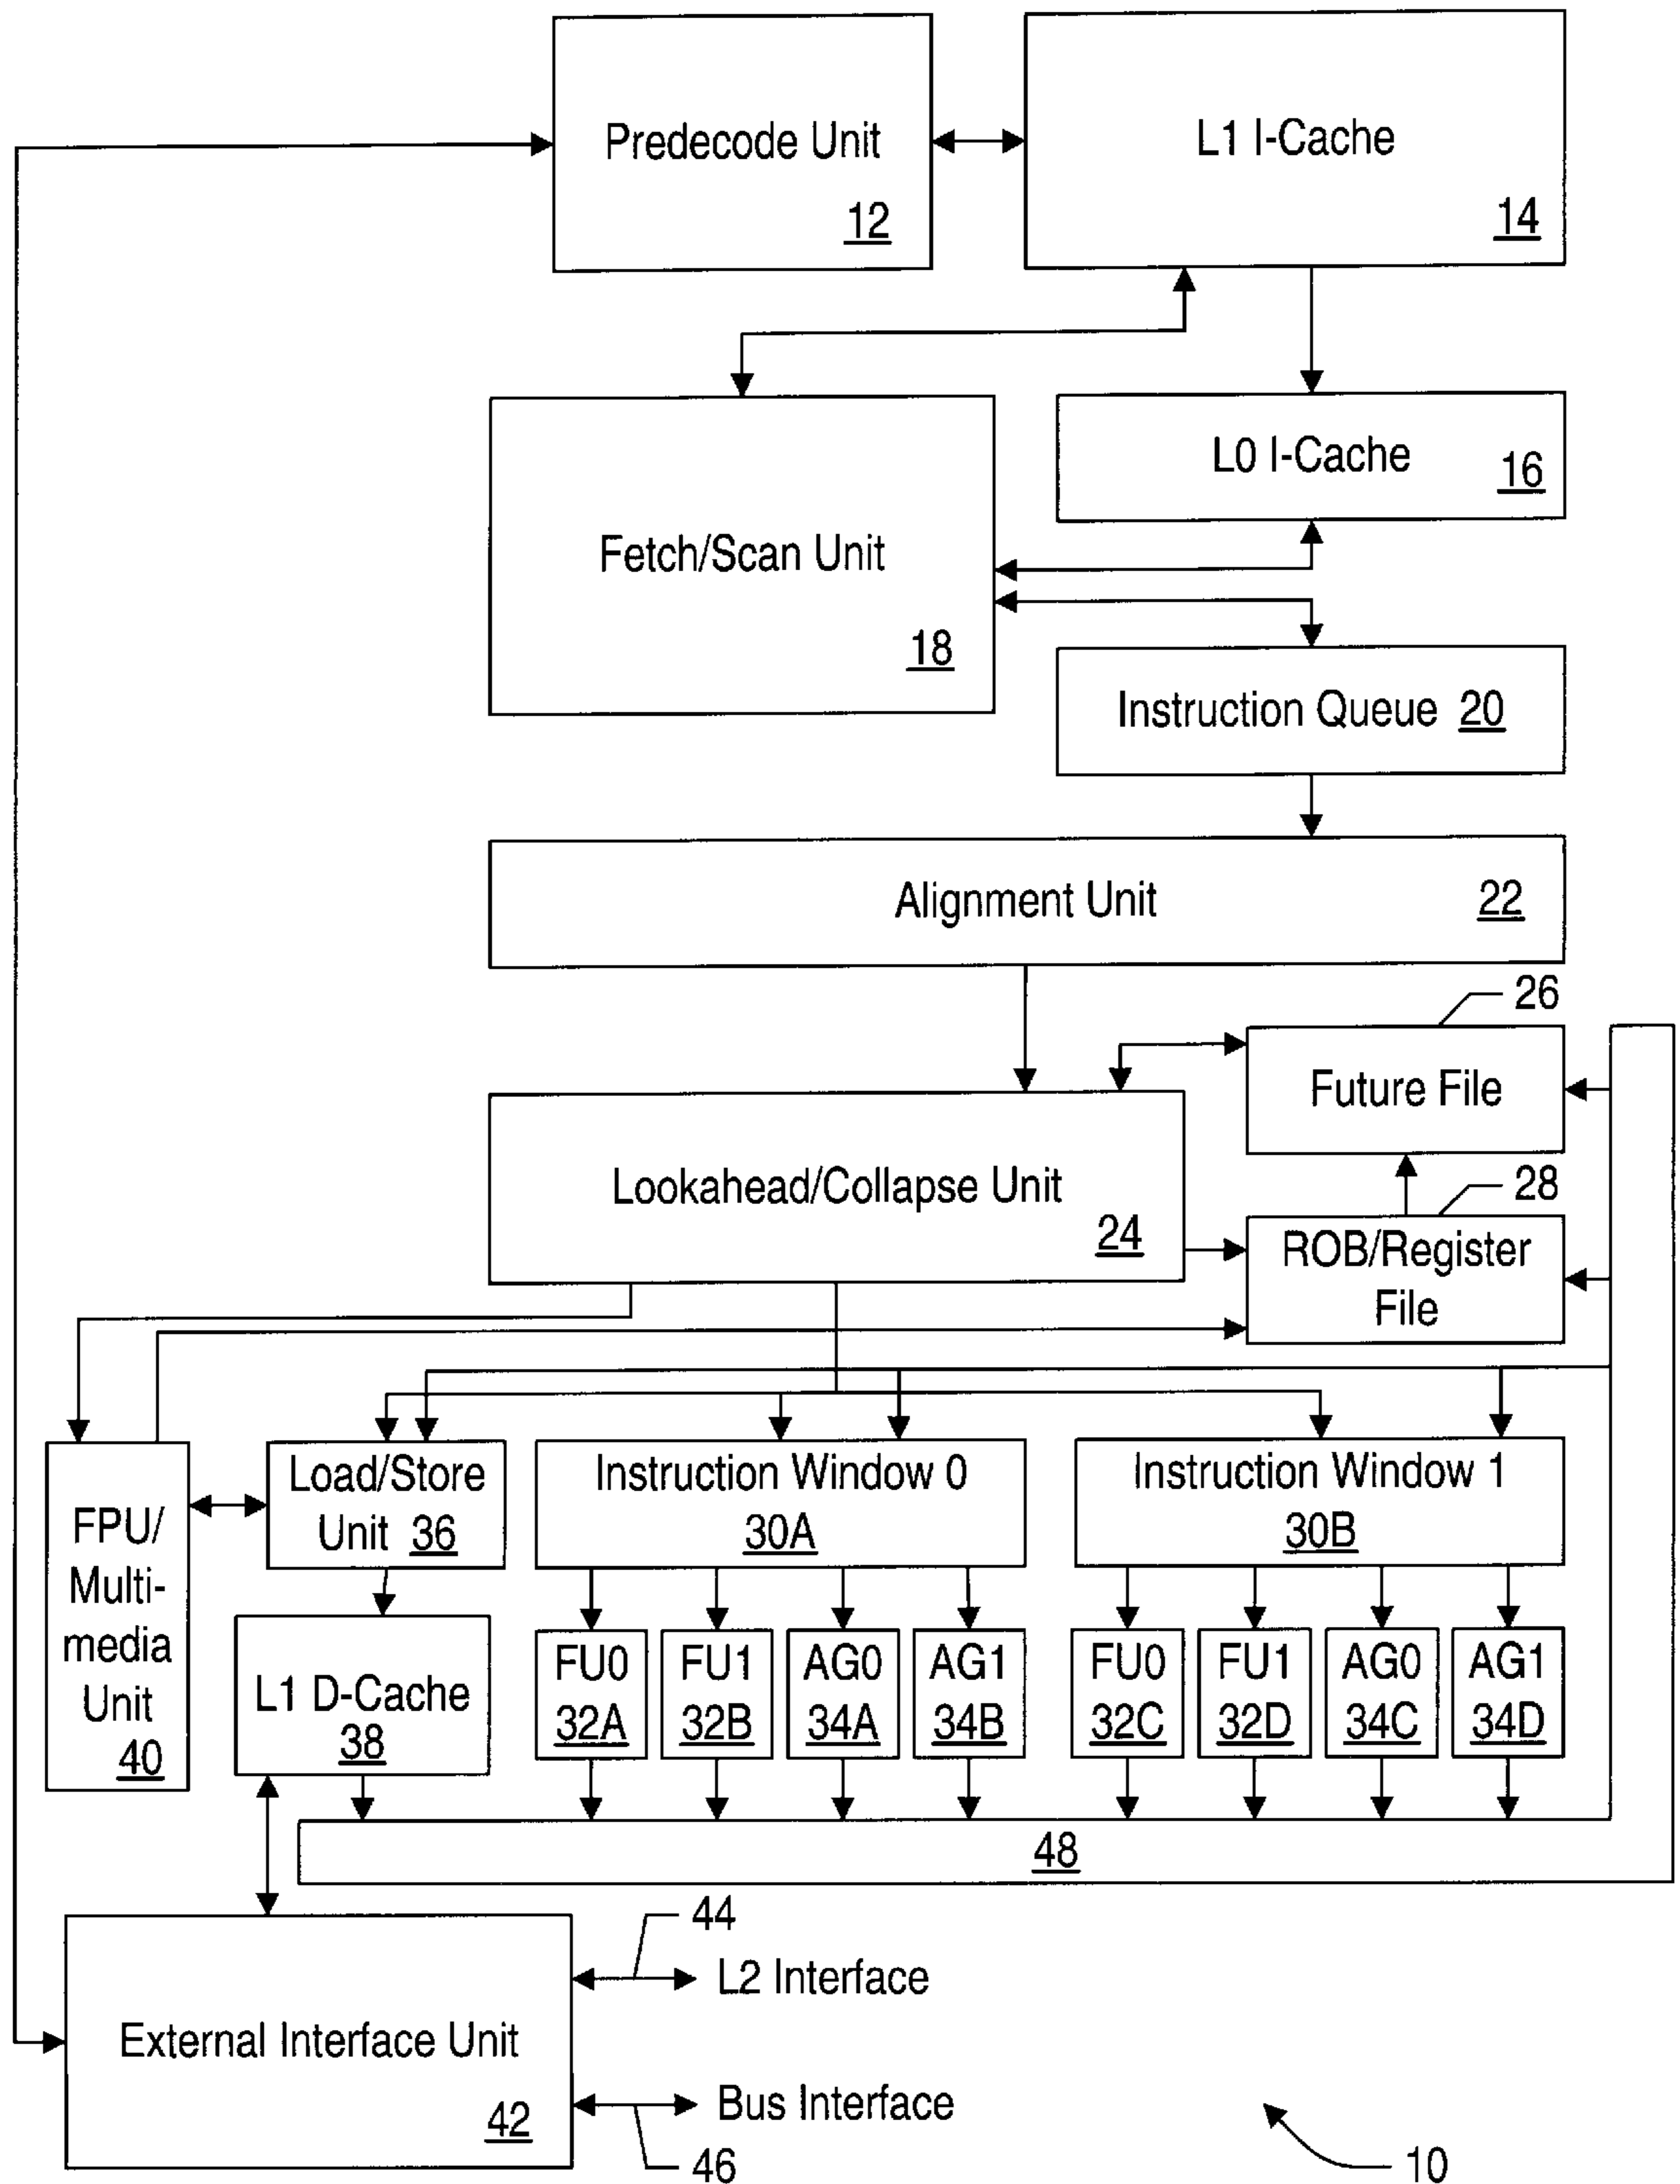 Predecode Unit
12
L1 I-Cache
14
L0 I-Cache
16
Fetch/Scan Unit
18
Instruction Queue 20
Alignment Unit
22
26
Future File
Lookahead/Collapse Unit
24
28
ROB/Register
File
FPU/
Multi-
media
Unit
40
Load/Store
Unit 36
Instruction Window 0
30A
Instruction Window 1
30B
L1 D-Cache
38
FU0
32A
FU1
32B
AG0
34A
AG1
34B
FU0
32C
FU1
32D
AG0
34C
AG1
34D
48
44
L2 Interface
External Interface Unit
42
Bus Interface
46
10